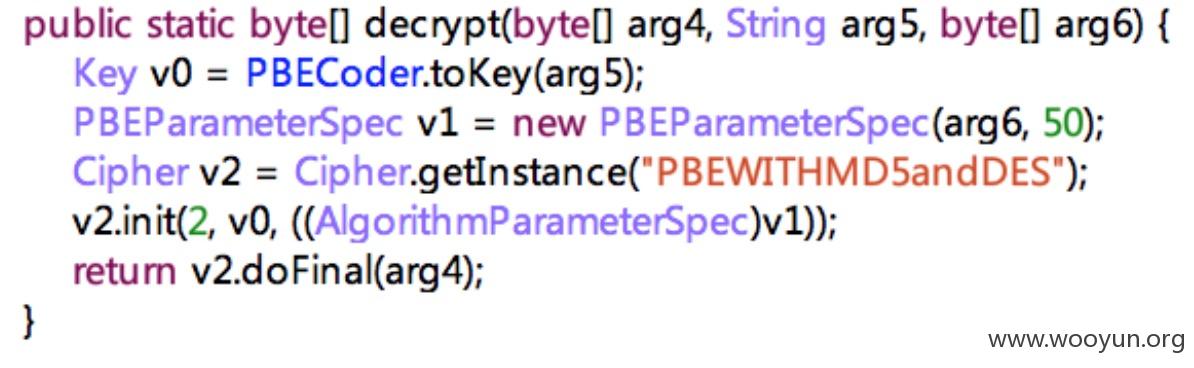 public static byte[] decrypt(byte[] arg4, String arg5, byte[] arg6) {
Key v0 = PBECoder.toKey(arg5);
PBEParameterSpec v1 = new PBEParameterSpec(arg6, 50);
Cipher v2 = Cipher.getInstance("PBEWITHMD5andDES");
v2.init(2, v0, ((AlgorithmParameterSpec)v1));
return v2.doFinal(arg4);
}
www.wooyun.org